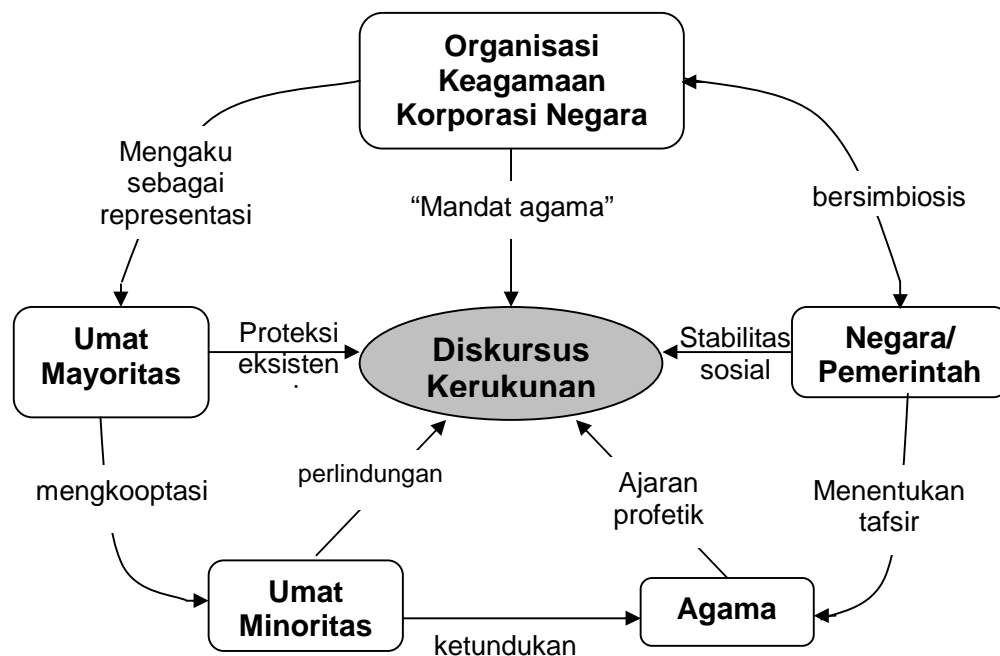 Organisasi
Keagamaan
Korporasi Negara
Mengaku
sebagai
representasi
“Mandat agama”
bersimbiosis
Umat
Mayoritas
Proteksi
eksisten
Diskursus
Kerukunan
Stabilitas
sosial
Negara/
Pemerintah
mengkooptasi
perlindungan
Ajaran
profetik
Menentukan
tafsir
Umat
Minoritas
ketundukan
Agama